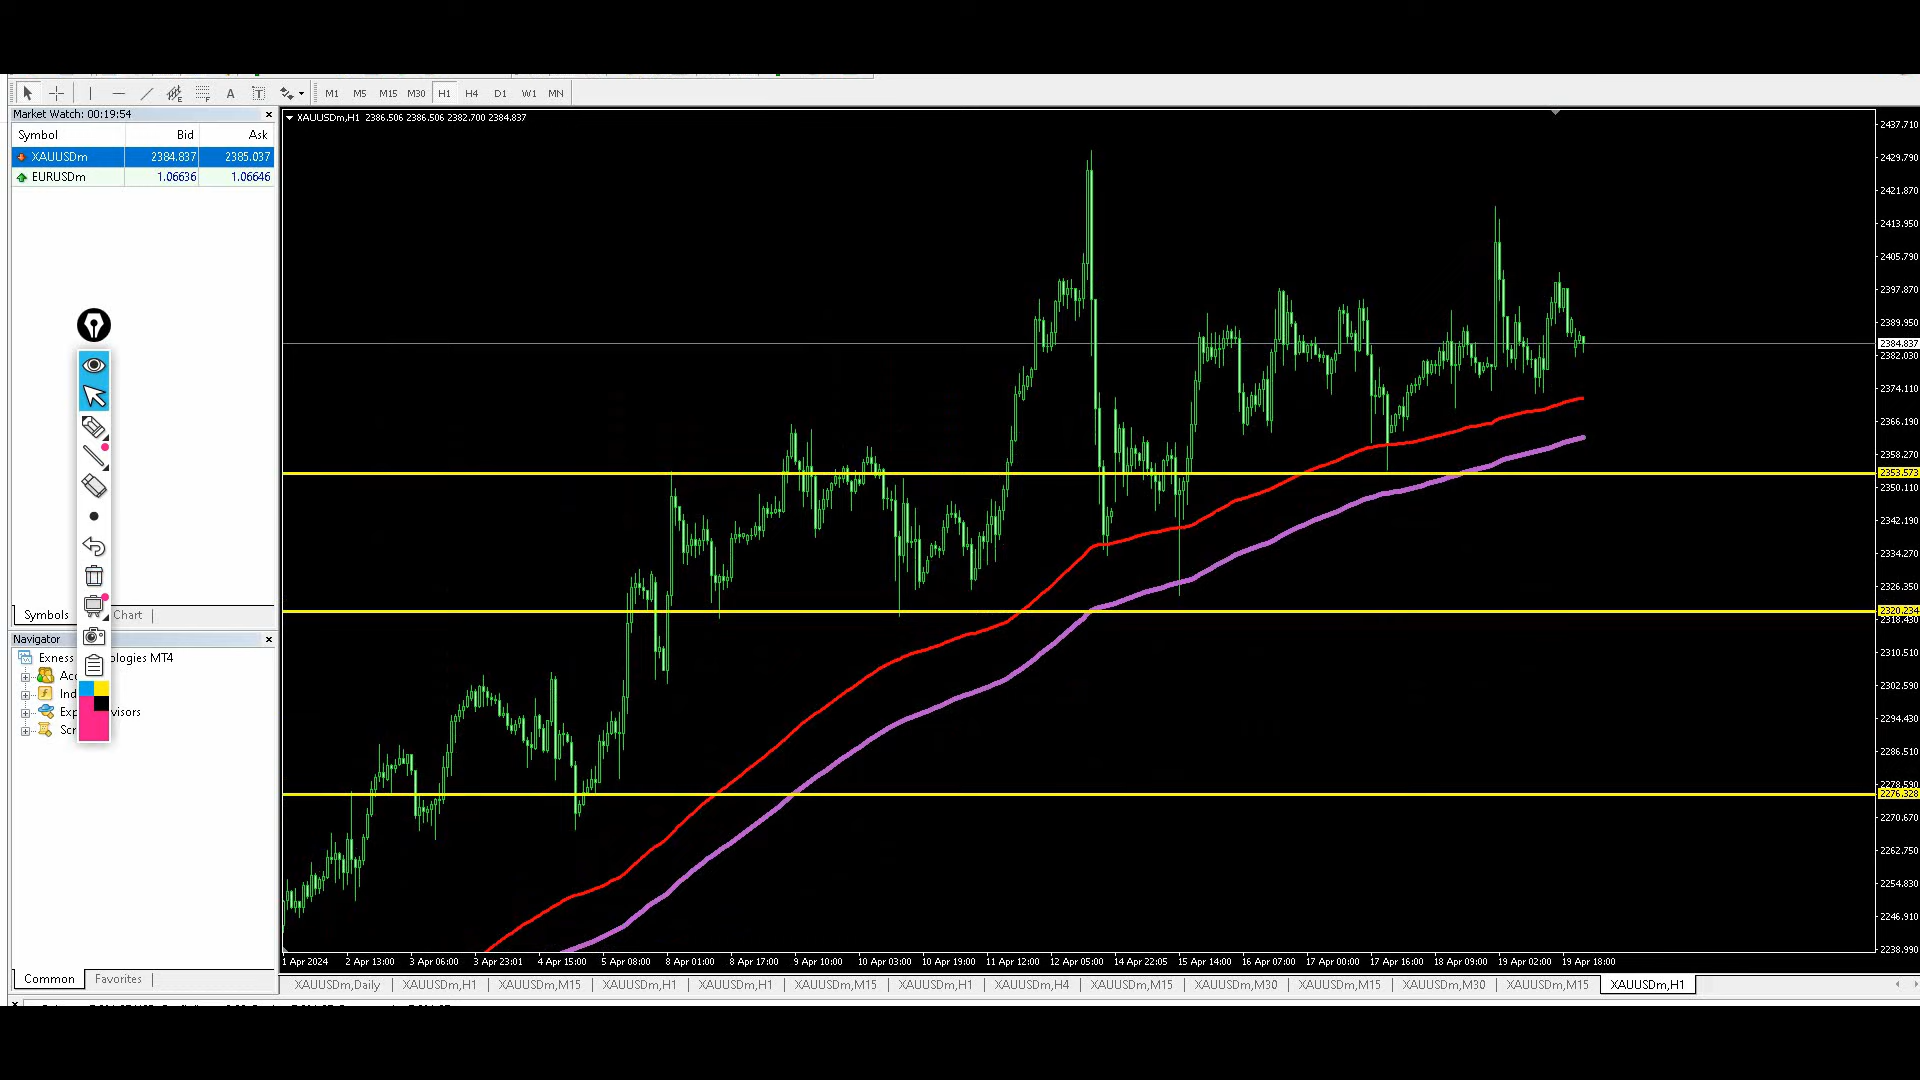 A T M1 M5 M15 M30 H1 H4 D1 W1 MN
Market Watch: 00:19:54
Symbol Bid Ask
XAUUSDm 2384.837 2385.037
EURUSDm 1.06636 1.06646
Symbols Chart
Navigator
Exness ologies MT4
Acc
Ind
Exp visors
Scr
Common Favorites
XAUUSDm,H1 2386.506 2386.506 2382.700 2384.837
2437.710
2429.790
2421.870
2413.950
2405.790
2397.870
2389.950
2384.837
2382.030
2374.110
2366.190
2358.270
2353.573
2350.110
2342.190
2334.270
2326.350
2320.234
2318.430
2310.510
2302.590
2294.430
2286.510
2278.590
2276.328
2270.670
2262.750
2254.830
2246.910
2238.990
1 Apr 2024 2 Apr 13:00 3 Apr 06:00 3 Apr 23:01 4 Apr 15:00 5 Apr 08:00 8 Apr 01:00 8 Apr 17:00 9 Apr 10:00 10 Apr 03:00 10 Apr 19:00 11 Apr 12:00 12 Apr 05:00 14 Apr 22:05 15 Apr 14:00 16 Apr 07:00 17 Apr 00:00 17 Apr 16:00 18 Apr 09:00 19 Apr 02:00 19 Apr 18:00
XAUUSDm,Daily XAUUSDm,H1 XAUUSDm,M15 XAUUSDm,H1 XAUUSDm,H1 XAUUSDm,M15 XAUUSDm,H1 XAUUSDm,H4 XAUUSDm,M15 XAUUSDm,M30 XAUUSDm,M15 XAUUSDm,M30 XAUUSDm,M15 XAUUSDm,H1